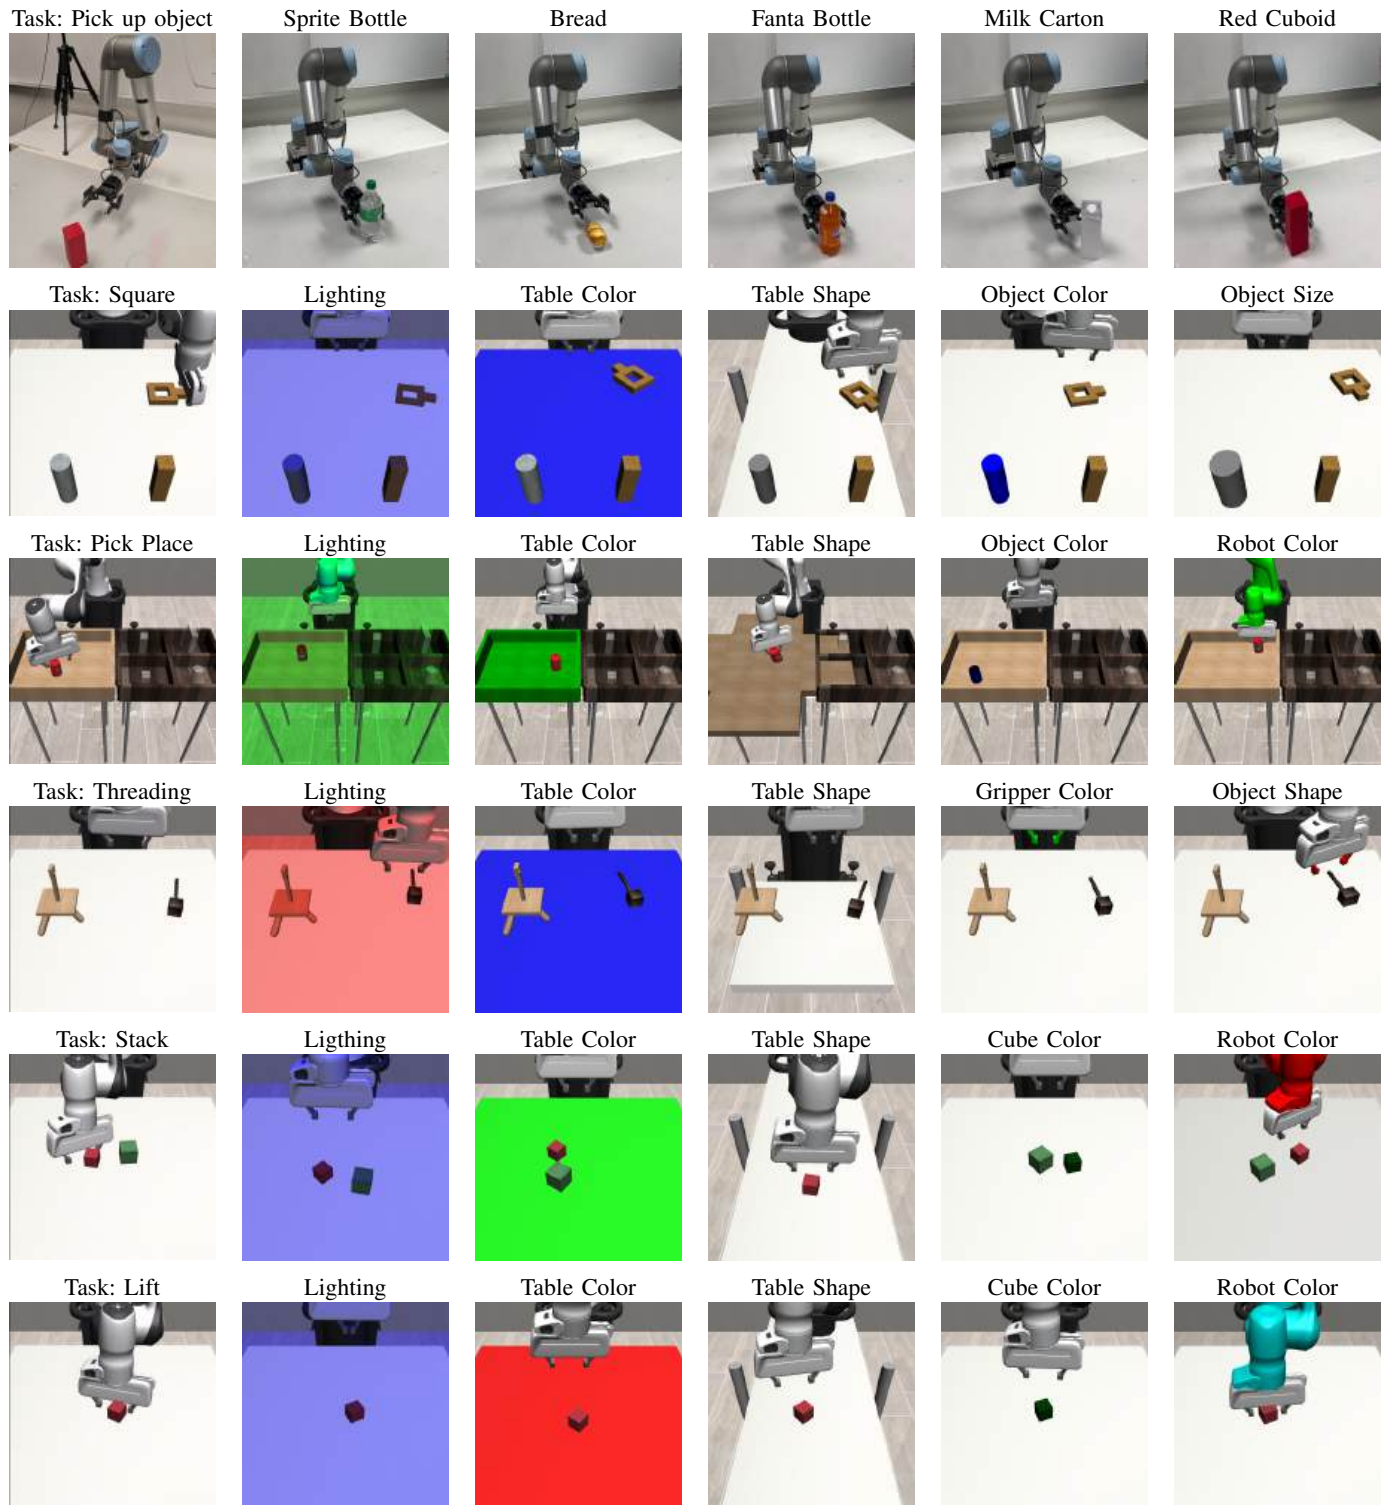 Task: Pick up object Sprite Bottle Bread Fanta Bottle Milk Carton Red Cuboid
Task: Square Lighting Table Color Table Shape Object Color Object Size
Task: Pick Place Lighting Table Color Table Shape Object Color Robot Color
Task: Threading Lighting Table Color Table Shape Gripper Color Object Shape
Task: Stack Ligthing Table Color Table Shape Cube Color Robot Color
Task: Lift Lighting Table Color Table Shape Cube Color Robot Color